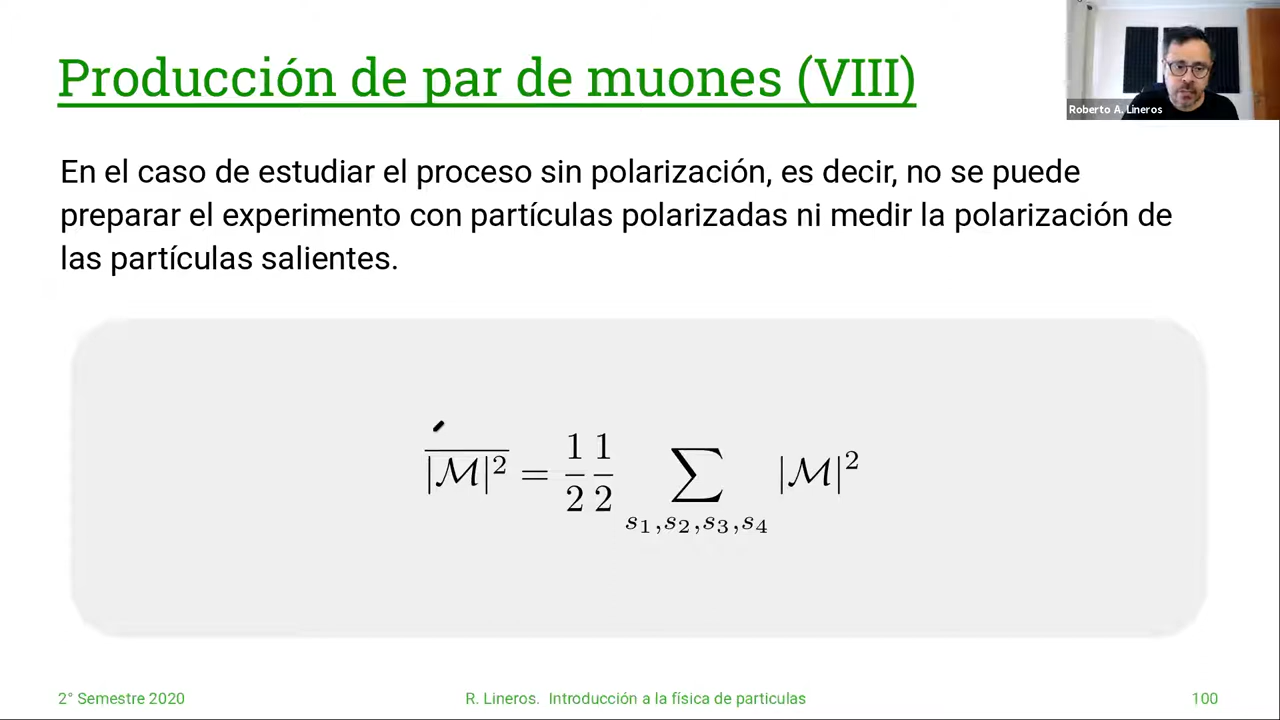 Producción de par de muones (VIII)
Roberto A. Lineros
En el caso de estudiar el proceso sin polarización, es decir, no se puede
preparar el experimento con partículas polarizadas ni medir la polarización de
las partículas salientes.
$\overline{|\mathcal{M}|^2} = \frac{1}{2}\frac{1}{2} \sum_{s_1,s_2,s_3,s_4} |\mathcal{M}|^2$
2° Semestre 2020
R. Lineros. Introducción a la física de particulas
100